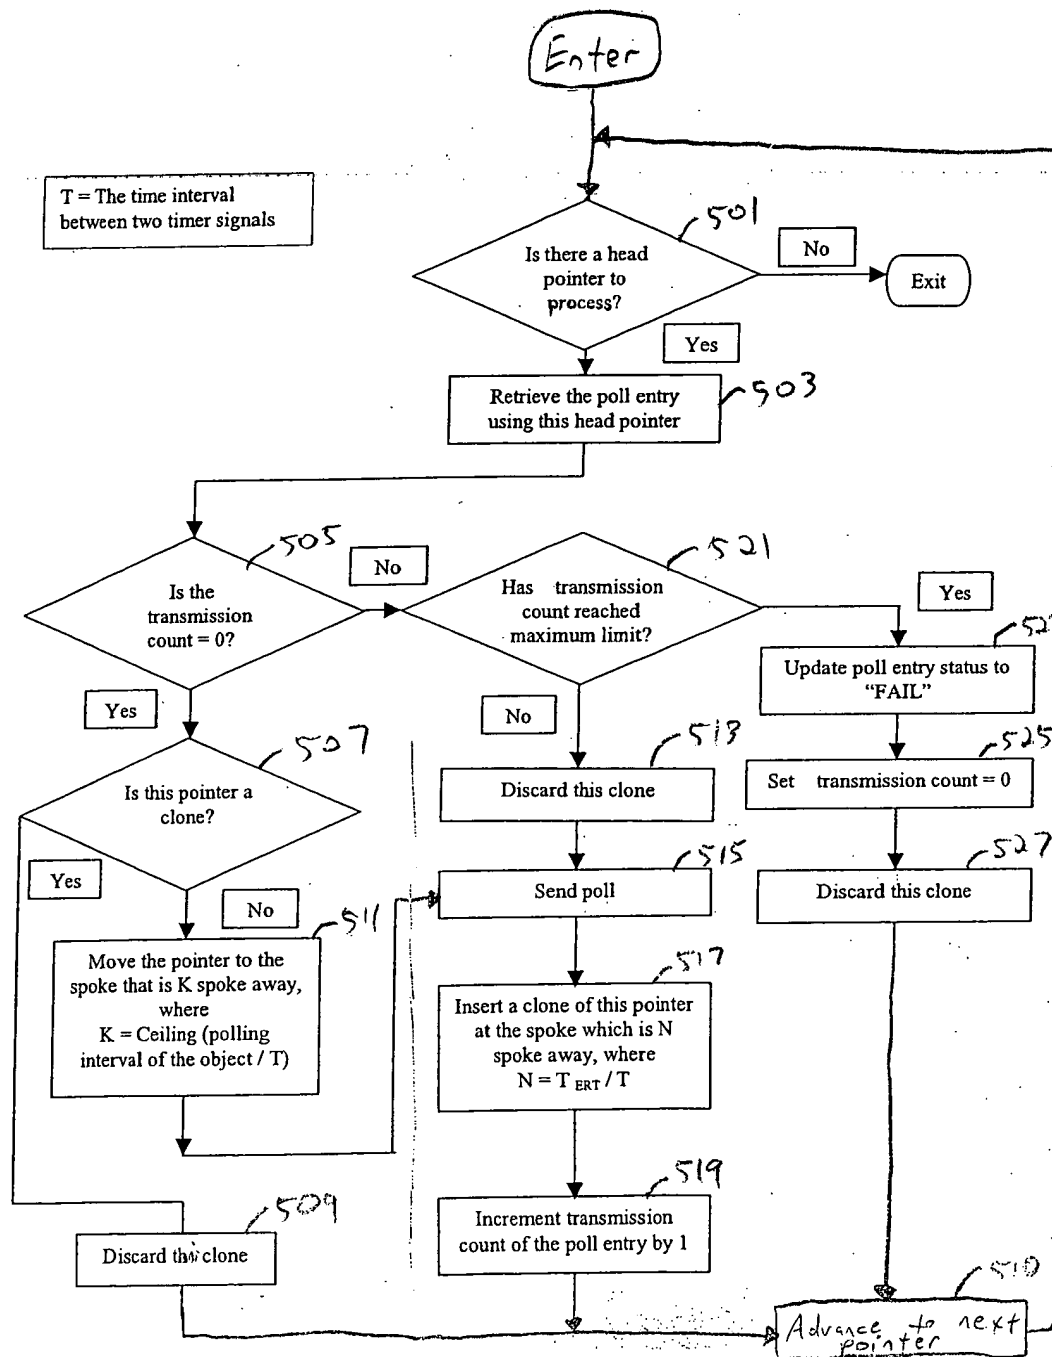 Enter
T = The time interval
between two timer signals
501
Is there a head
pointer to
process?
No
Exit
Yes
Retrieve the poll entry
using this head pointer
503
505
Is the
transmission
count = 0?
No
521
Has transmission
count reached
maximum limit?
Yes
Update poll entry status to
"FAIL"
Yes
No
507
Is this pointer a
clone?
513
Discard this clone
525
Set transmission count = 0
Yes
No
515
Send poll
527
Discard this clone
511
Move the pointer to the
spoke that is K spoke away,
where
K = Ceiling (polling
interval of the object / T)
517
Insert a clone of this pointer
at the spoke which is N
spoke away, where
N = T ERT / T
509
Discard this clone
519
Increment transmission
count of the poll entry by 1
510
Advance to next
pointer